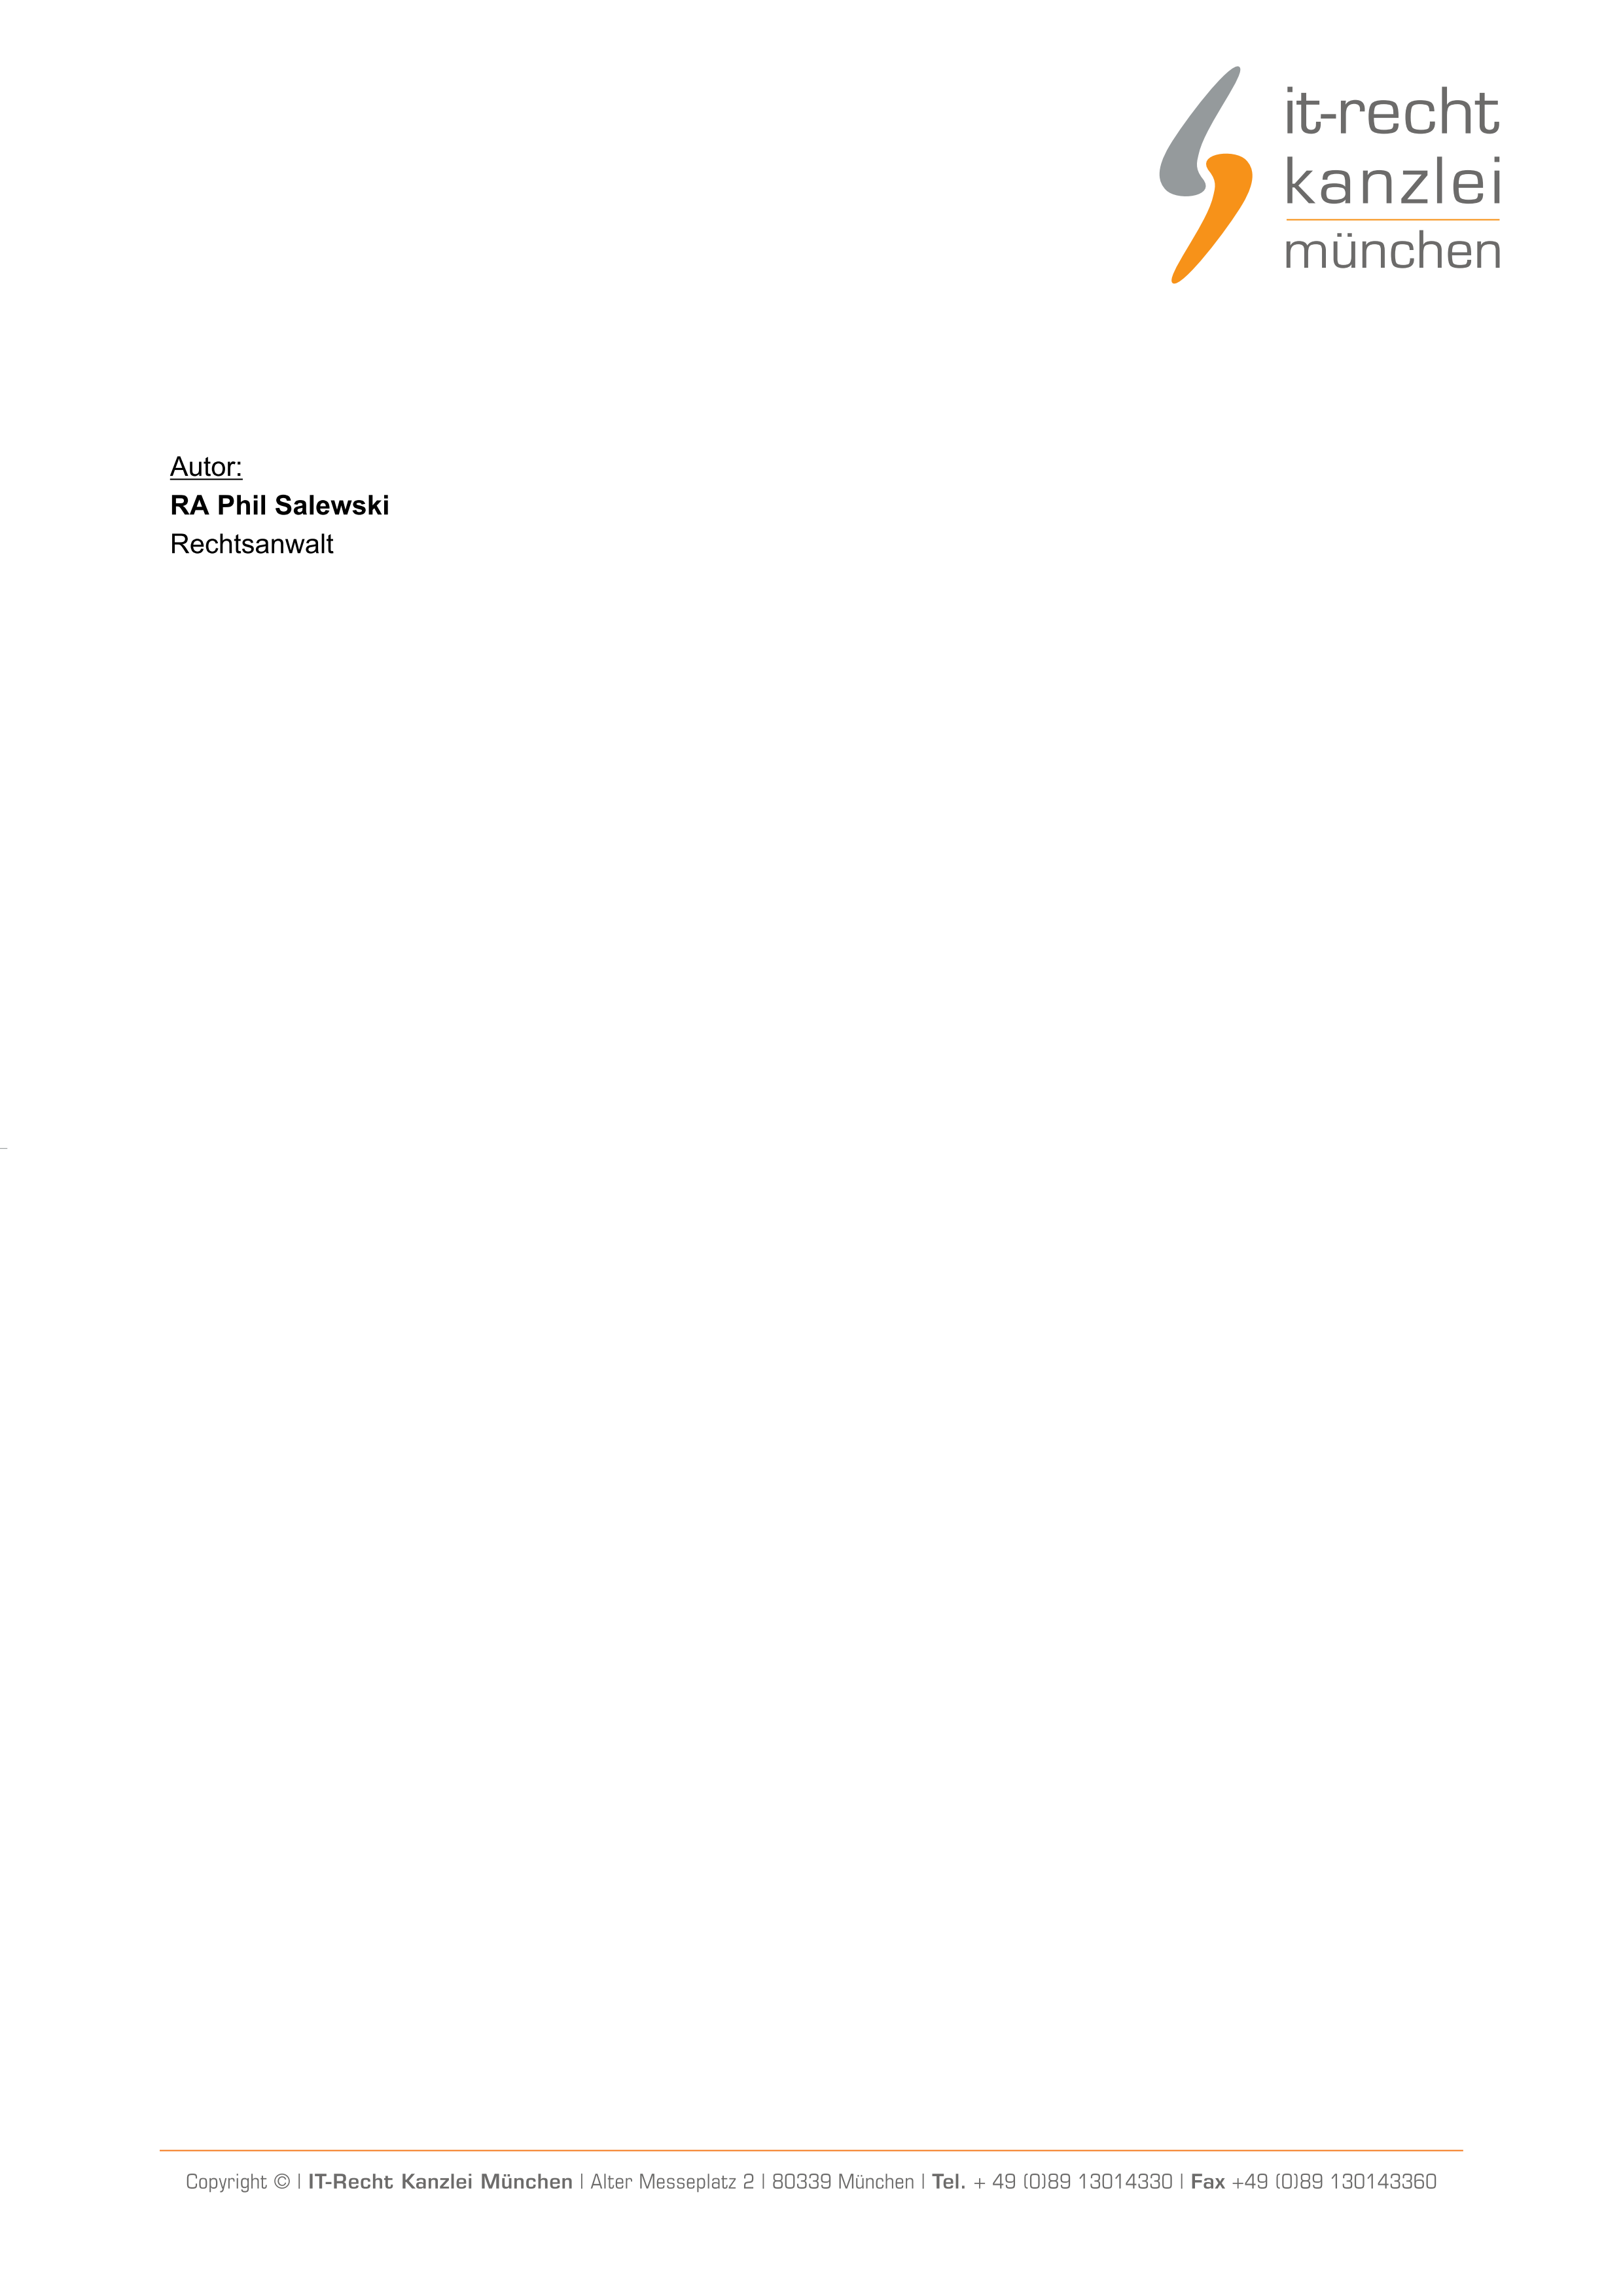 it-recht
kanzlei
münchen
Autor:
RA Phil Salewski
Rechtsanwalt
Copyright © | IT-Recht Kanzlei München | Alter Messeplatz 2 | 80339 München | Tel. + 49 (0)89 13014330 | Fax +49 (0)89 130143360